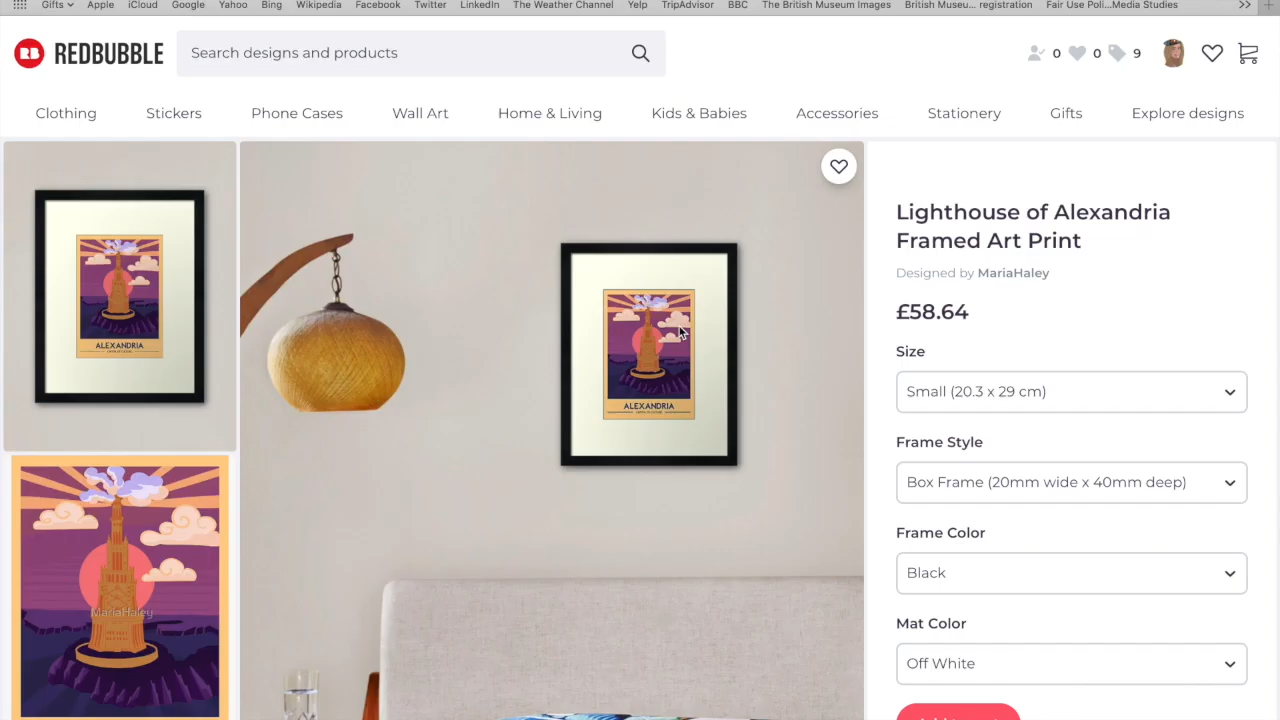 Gifts Apple iCloud Google Yahoo Bing Wikipedia Facebook Twitter LinkedIn The Weather Channel Yelp TripAdvisor BBC The British Museum Images British Museu... registration Fair Use Poli...Media Studies
RB REDBUBBLE
Search designs and products
0 0 9
Clothing Stickers Phone Cases Wall Art Home & Living Kids & Babies Accessories Stationery Gifts Explore designs
ALEXANDRIA
ALEXANDRIA
MariaHaley
Lighthouse of Alexandria
Framed Art Print
Designed by MariaHaley
£58.64
Size
Small (20.3 x 29 cm)
Frame Style
Box Frame (20mm wide x 40mm deep)
Frame Color
Black
Mat Color
Off White